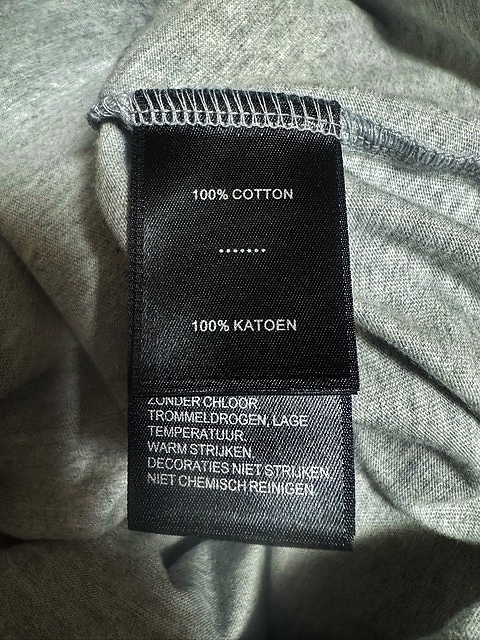 100% COTTON
.......
100% KATOEN
ZONDER CHLOOR.
TROMMELDROGEN, LAGE
TEMPERATUUR.
WARM STRIJKEN.
DECORATIES NIET STRIJKEN.
NIET CHEMISCH REINIGEN.